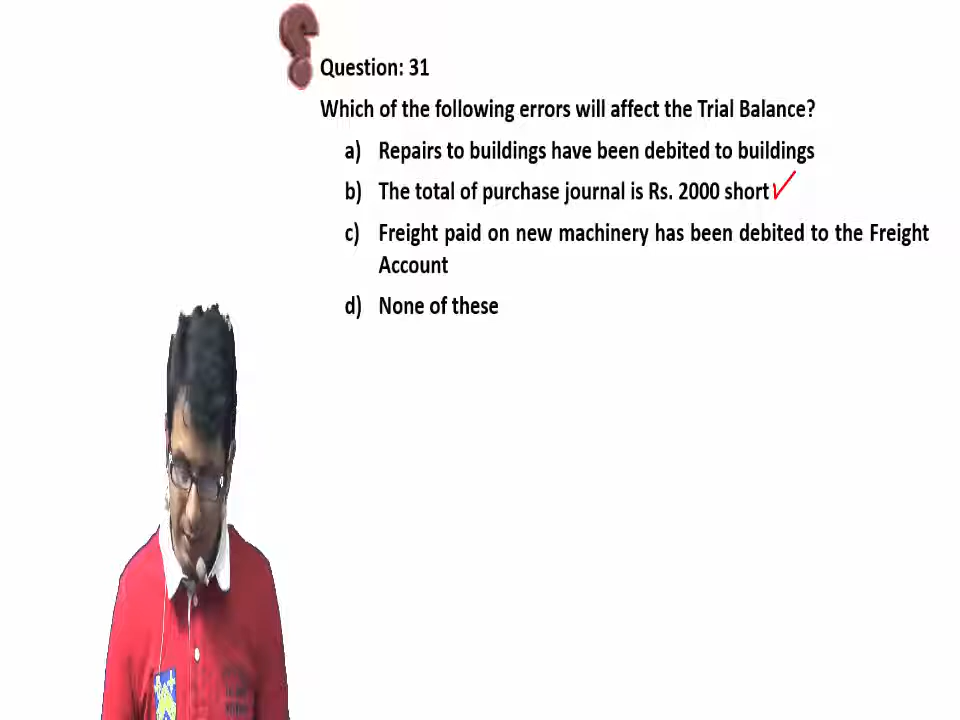 Question: 31
Which of the following errors will affect the Trial Balance?
a) Repairs to buildings have been debited to buildings
b) The total of purchase journal is Rs. 2000 short
c) Freight paid on new machinery has been debited to the Freight
Account
d) None of these